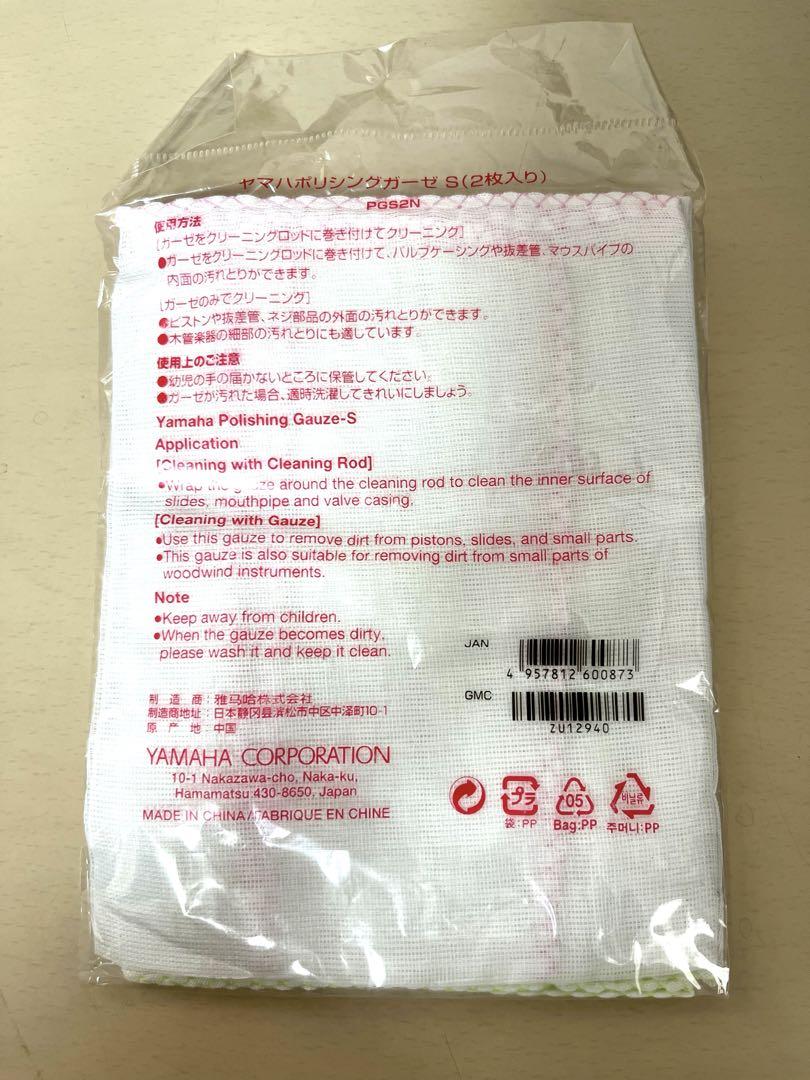 ヤマハポリシングガーゼ S(2枚入り)
PGS2N
使用方法
[ガーゼをクリーニングロッドに巻き付けてクリーニング]
●ガーゼをクリーニングロッドに巻き付けて、バルブケーシングや抜差管、マウスパイプの
内面の汚れとりができます。
[ガーゼのみでクリーニング]
●ピストンや抜差管、ネジ部品の外面の汚れとりができます。
●木管楽器の細部の汚れとりにも適しています。
使用上のご注意
●幼児の手の届かないところに保管してください。
●ガーゼが汚れた場合、適時洗濯してきれいにしましょう。
Yamaha Polishing Gauze-S
Application
[Cleaning with Cleaning Rod]
●Wrap the gauze around the cleaning rod to clean the inner surface of
slides, mouthpipe and valve casing.
[Cleaning with Gauze]
●Use this gauze to remove dirt from pistons, slides, and small parts.
●This gauze is also suitable for removing dirt from small parts of
woodwind instruments.
Note
●Keep away from children.
●When the gauze becomes dirty,
please wash it and keep it clean.
JAN
4 957812 600873
GMC
ZU12940
制造商:雅马哈株式会社
制造商地址:日本静冈县滨松市中区中泽町10-1
原产地:中国
YAMAHA CORPORATION
10-1 Nakazawa-cho, Naka-ku,
Hamamatsu 430-8650, Japan
MADE IN CHINA/FABRIQUE EN CHINE
プラ
05
비닐류
袋:PP
Bag:PP
주머니:PP